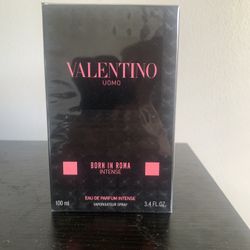 VALENTINO
UOMO
BORN IN ROMA
INTENSE
EAU DE PARFUM INTENSE
100 ml VAPORISATEUR SPRAY 3.4 FL.OZ.